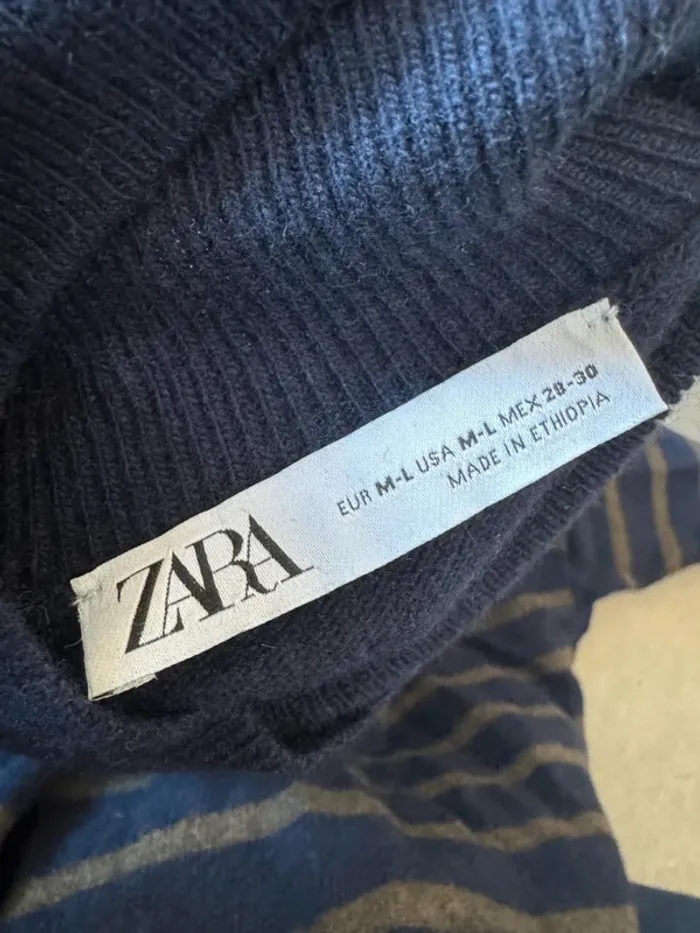 ZARA
EUR M-L USA M-L MEX 28-30
MADE IN ETHIOPIA